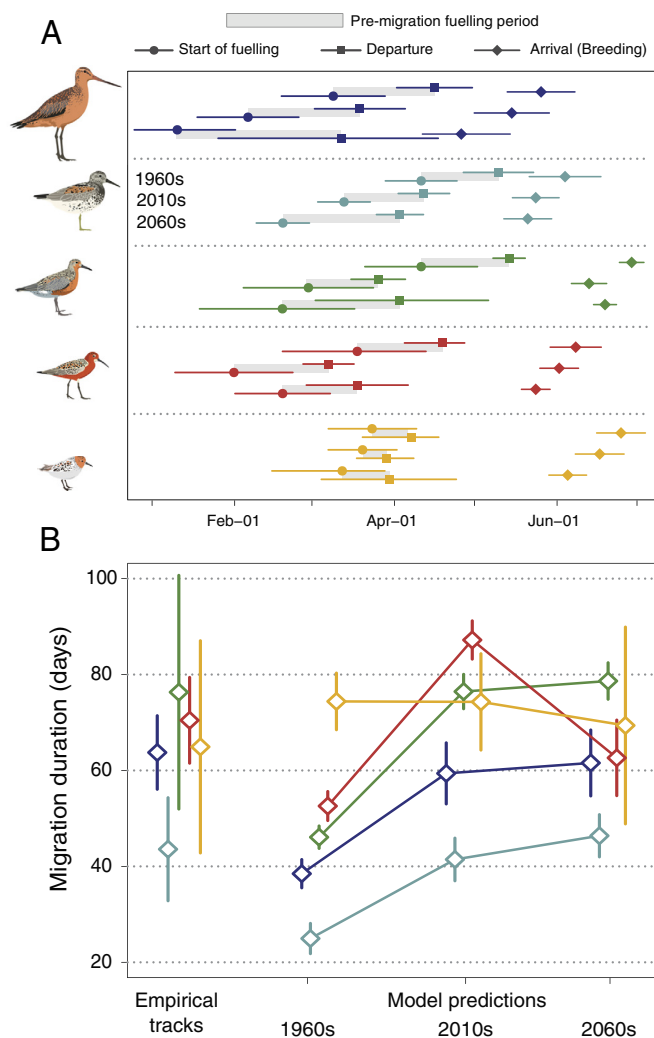 A
Pre-migration fuelling period
Start of fuelling
Departure
Arrival (Breeding)
1960s
2010s
2060s
Feb−01
Apr−01
Jun−01
B
Migration duration (days)
100
80
60
40
20
Empirical
tracks
Model predictions
1960s
2010s
2060s